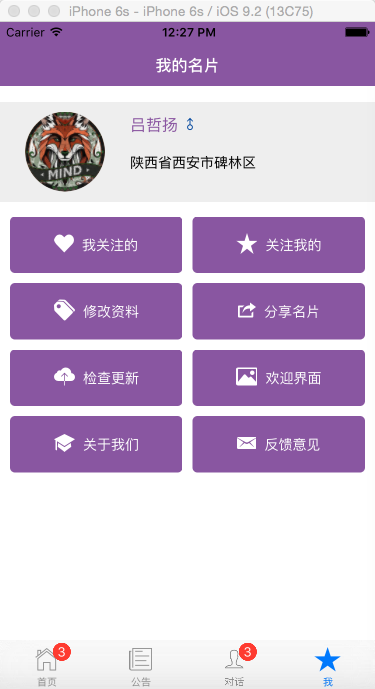 iPhone 6s - iPhone 6s / iOS 9.2 (13C75)
Carrier 12:27 PM
我的名片
吕哲扬
陕西省西安市碑林区
MIND
我关注的 关注我的
修改资料 分享名片
检查更新 欢迎界面
关于我们 反馈意见
3 3
首页 公告 对话 我